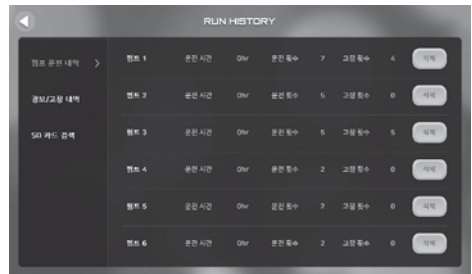 RUN HISTORY
펌프 운전 내역 >
경보/고장 내역
SD 카드 검색
펌프 1 운전 시간 0hr 운전 횟수 7 고장 횟수 4 삭제
펌프 2 운전 시간 0hr 운전 횟수 5 고장 횟수 0 삭제
펌프 3 운전 시간 0hr 운전 횟수 5 고장 횟수 5 삭제
펌프 4 운전 시간 0hr 운전 횟수 2 고장 횟수 0 삭제
펌프 5 운전 시간 0hr 운전 횟수 2 고장 횟수 0 삭제
펌프 6 운전 시간 0hr 운전 횟수 2 고장 횟수 0 삭제